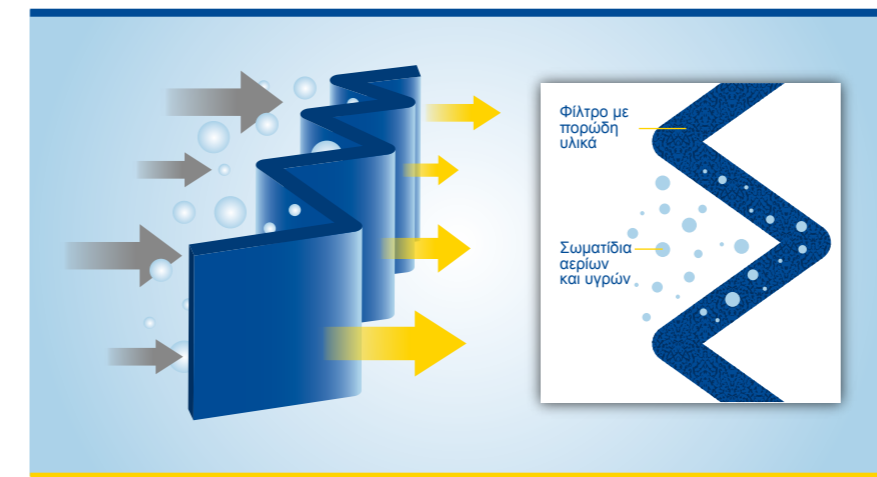 Φίλτρο με
πορώδη
υλικά
Σωματίδια
αερίων
και υγρών